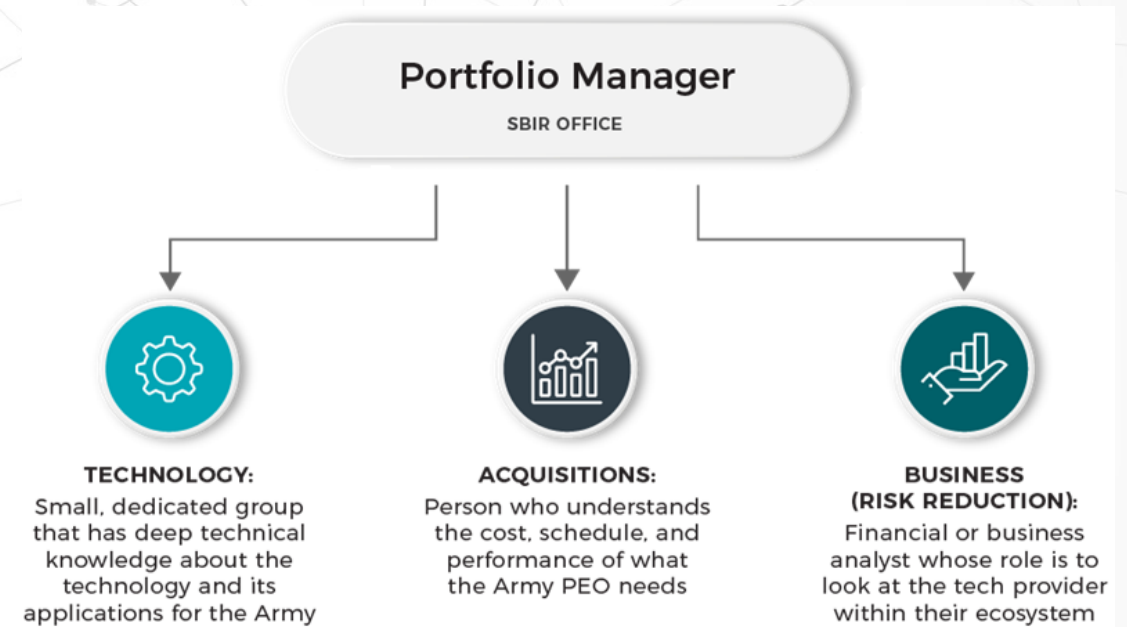 Portfolio Manager
SBIR OFFICE
TECHNOLOGY:
Small, dedicated group
that has deep technical
knowledge about the
technology and its
applications for the Army
ACQUISITIONS:
Person who understands
the cost, schedule, and
performance of what
the Army PEO needs
BUSINESS
(RISK REDUCTION):
Financial or business
analyst whose role is to
look at the tech provider
within their ecosystem